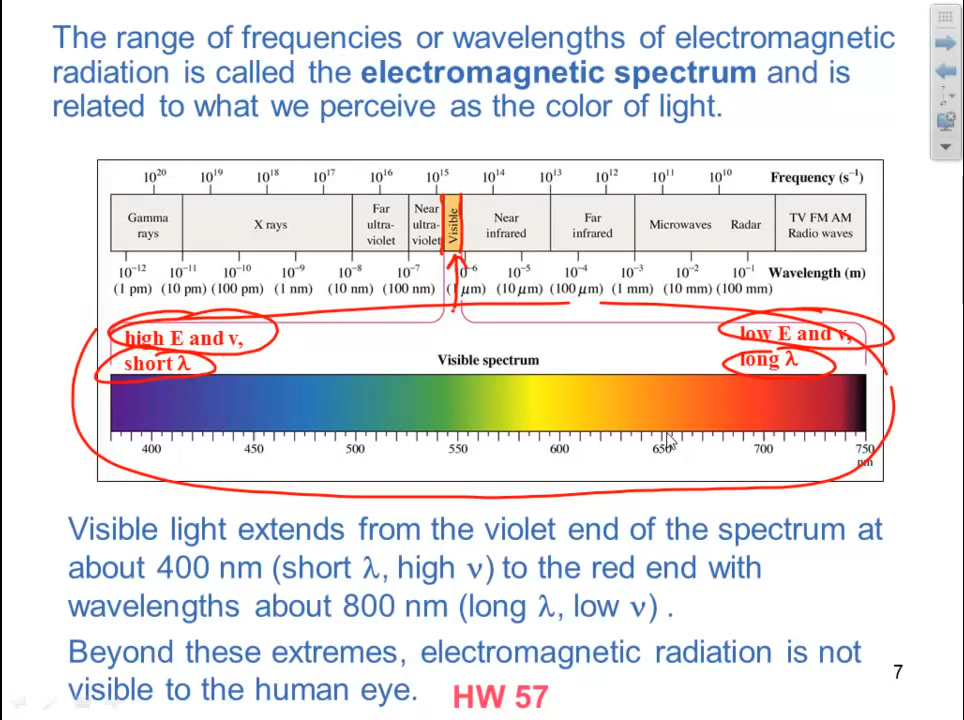 The range of frequencies or wavelengths of electromagnetic
radiation is called the electromagnetic spectrum and is
related to what we perceive as the color of light.
10²⁰ 10¹⁹ 10¹⁸ 10¹⁷ 10¹⁶ 10¹⁵ 10¹⁴ 10¹³ 10¹² 10¹¹ 10¹⁰ Frequency (s⁻¹)
Gamma rays
X rays
Far ultra- violet
Near ultra- violet
Visible
Near infrared
Far infrared
Microwaves
Radar
TV FM AM
Radio waves
10⁻¹² 10⁻¹¹ 10⁻¹⁰ 10⁻⁹ 10⁻⁸ 10⁻⁷ 10⁻⁶ 10⁻⁵ 10⁻⁴ 10⁻³ 10⁻² 10⁻¹ Wavelength (m)
(1 pm) (10 pm) (100 pm) (1 nm) (10 nm) (100 nm) (1 μm) (10 μm) (100 μm) (1 mm) (10 mm) (100 mm)
high E and ν,
short λ
low E and ν,
long λ
Visible spectrum
400 450 500 550 600 650 700 750
nm
Visible light extends from the violet end of the spectrum at
about 400 nm (short λ, high ν) to the red end with
wavelengths about 800 nm (long λ, low ν) .
Beyond these extremes, electromagnetic radiation is not
visible to the human eye.
HW 57
7